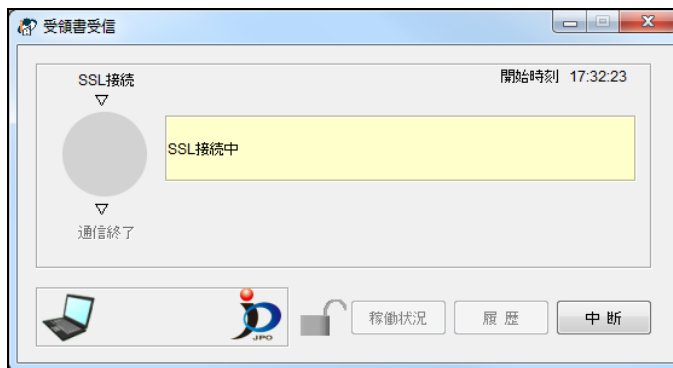 受領書受信
SSL接続
開始時刻 17:32:23
▽
SSL接続中
▽
通信終了
JPO
稼働状況
履 歴
中 断